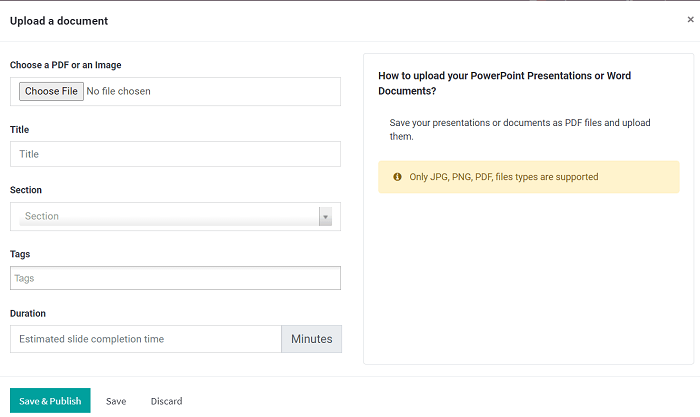 Upload a document
×
Choose a PDF or an Image
Choose File No file chosen
Title
Title
Section
Section
Tags
Tags
Duration
Estimated slide completion time Minutes
How to upload your PowerPoint Presentations or Word
Documents?
Save your presentations or documents as PDF files and upload
them.
Only JPG, PNG, PDF, files types are supported
Save & Publish Save Discard